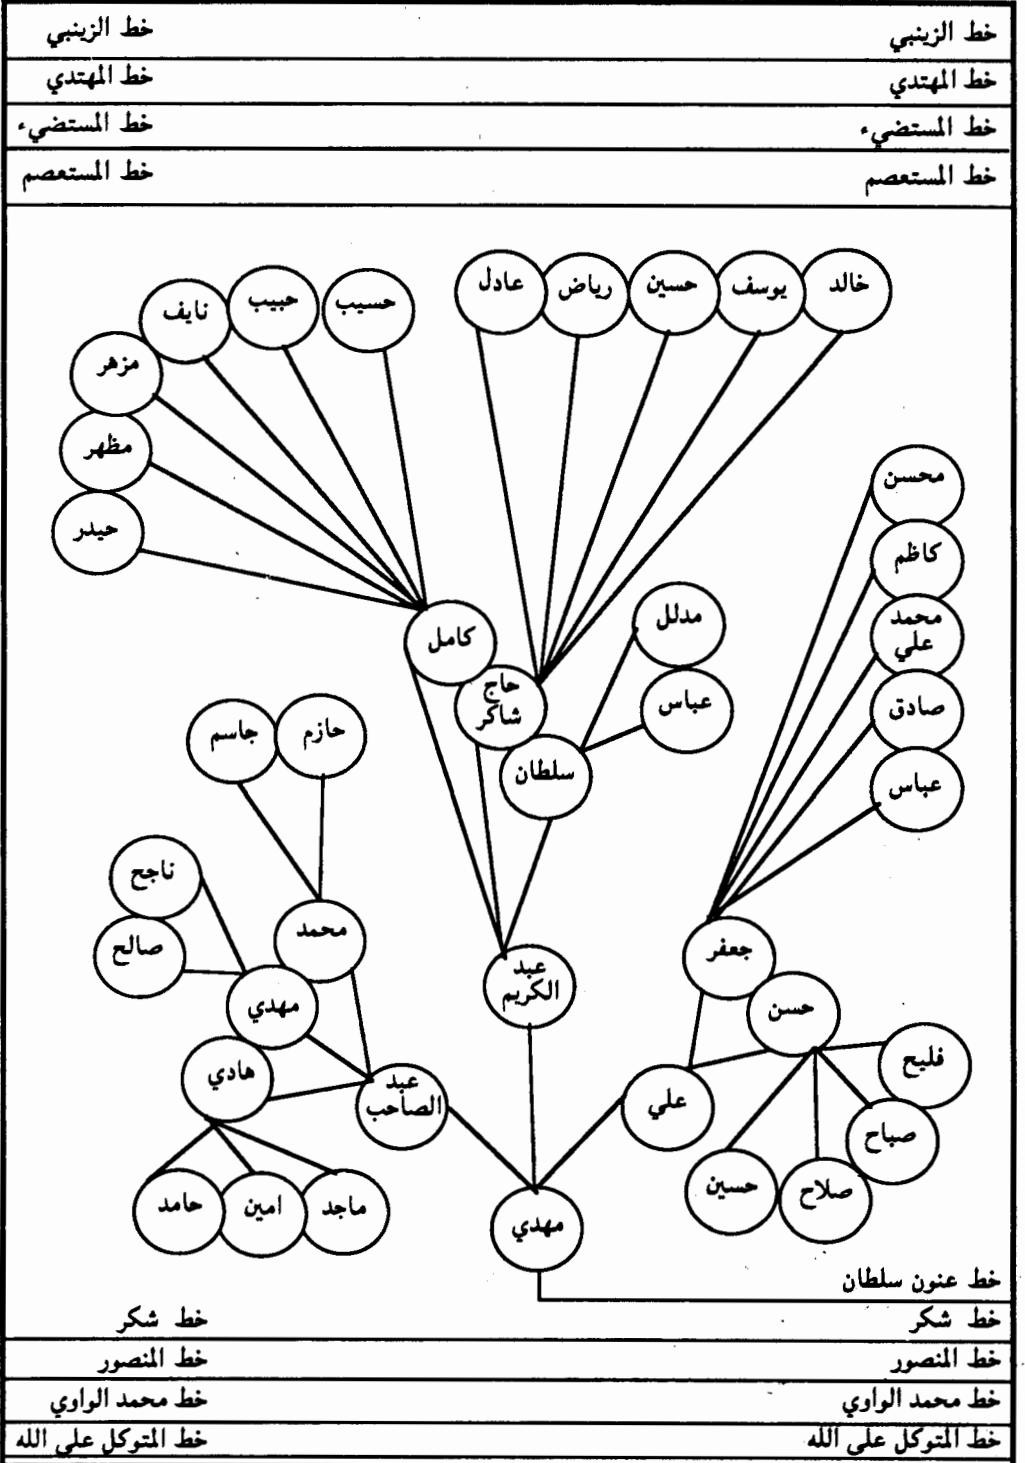 خط الزينبي خط الزينبي
خط المهتدي خط المهتدي
خط المستضيء خط المستضيء
خط المستعصم خط المستعصم
خالد
يوسف
حسين
رياض
عادل
حسيب
حبيب
نايف
مزهر
مظهر
حيدر
محسن
كاظم
محمد
علي
صادق
عباس
مدلل
عباس
كامل
حاج
شاكر
سلطان
حازم
جاسم
ناجح
صالح
محمد
مهدي
هادي
عبد
الكريم
جعفر
حسن
فليح
صباح
صلاح
حسين
علي
عبد
الصاحب
ماجد
امين
حامد
مهدي
خط عنون سلطان
خط شكر خط شكر
خط المنصور خط المنصور
خط محمد الواوي خط محمد الواوي
خط المتوكل على الله خط المتوكل على الله